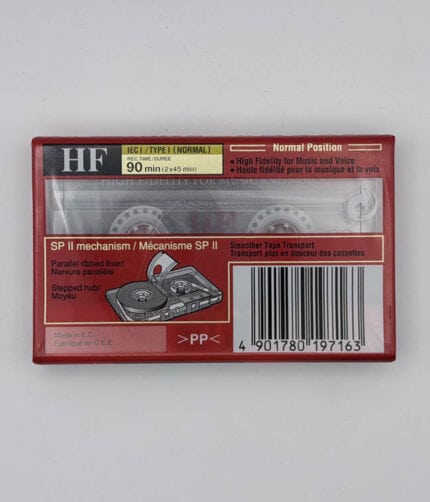 HF
IEC I / TYPE I (NORMAL)
REC.TIME/DURÉE
90 min (2x45 min)
Normal Position
• High Fidelity for Music and Voice
• Haute fidélité pour la musique et la voix
HIGH FIDELITY FOR MUSIC AND VOICE
SP II mechanism / Mécanisme SP II
Parallel ribbed liner/
Nervure parallèle
Stepped hub/
Moyeu
Smoother Tape Transport
Transport plus en douceur des cassettes
Made in E.C.
Fabriqué en C.E.E.
>PP<
4 901780 197163